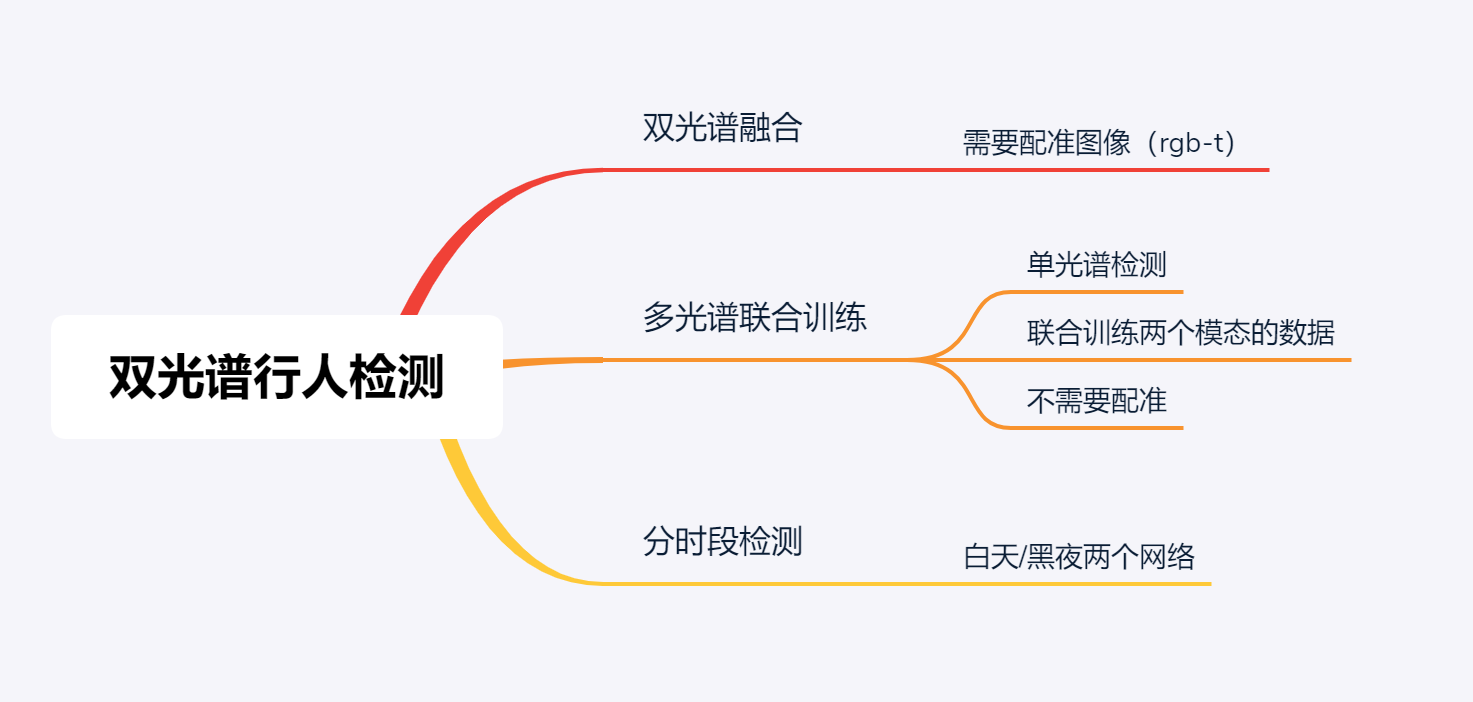 双光谱行人检测
双光谱融合
需要配准图像（rgb-t）
多光谱联合训练
单光谱检测
联合训练两个模态的数据
不需要配准
分时段检测
白天/黑夜两个网络